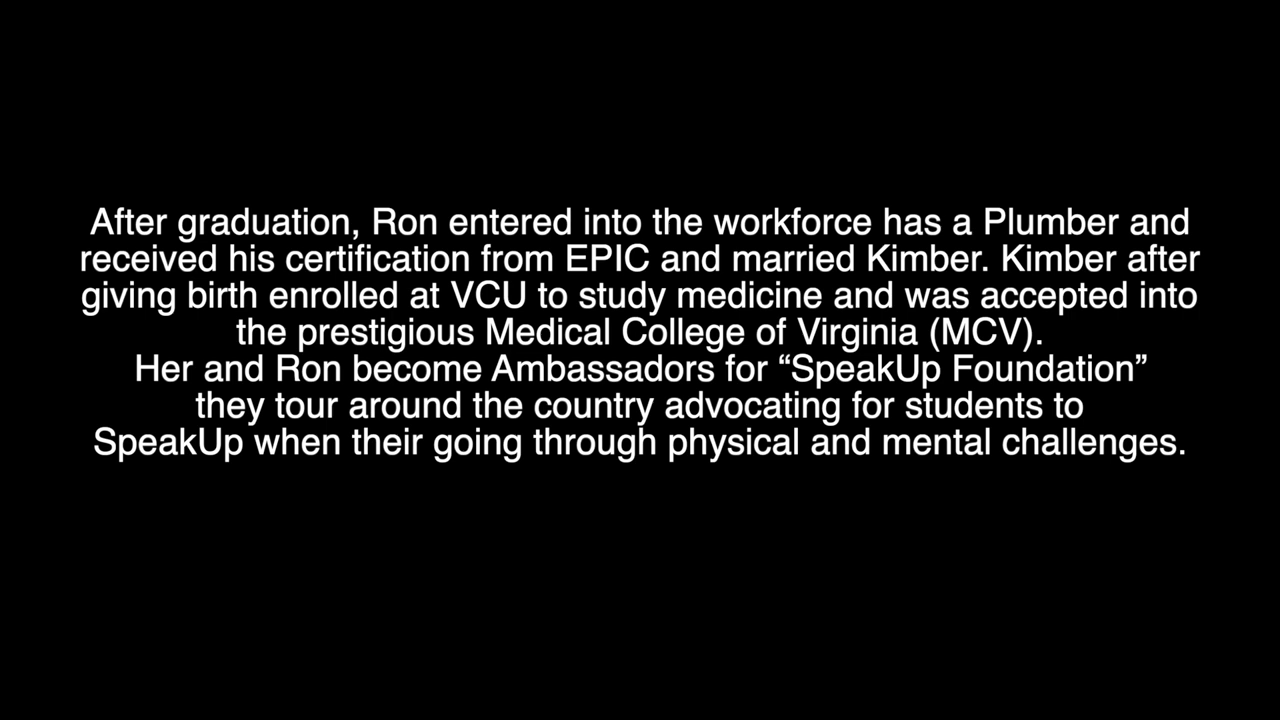 After graduation, Ron entered into the workforce has a Plumber and
received his certification from EPIC and married Kimber. Kimber after
giving birth enrolled at VCU to study medicine and was accepted into
the prestigious Medical College of Virginia (MCV).
Her and Ron become Ambassadors for “SpeakUp Foundation”
they tour around the country advocating for students to
SpeakUp when their going through physical and mental challenges.